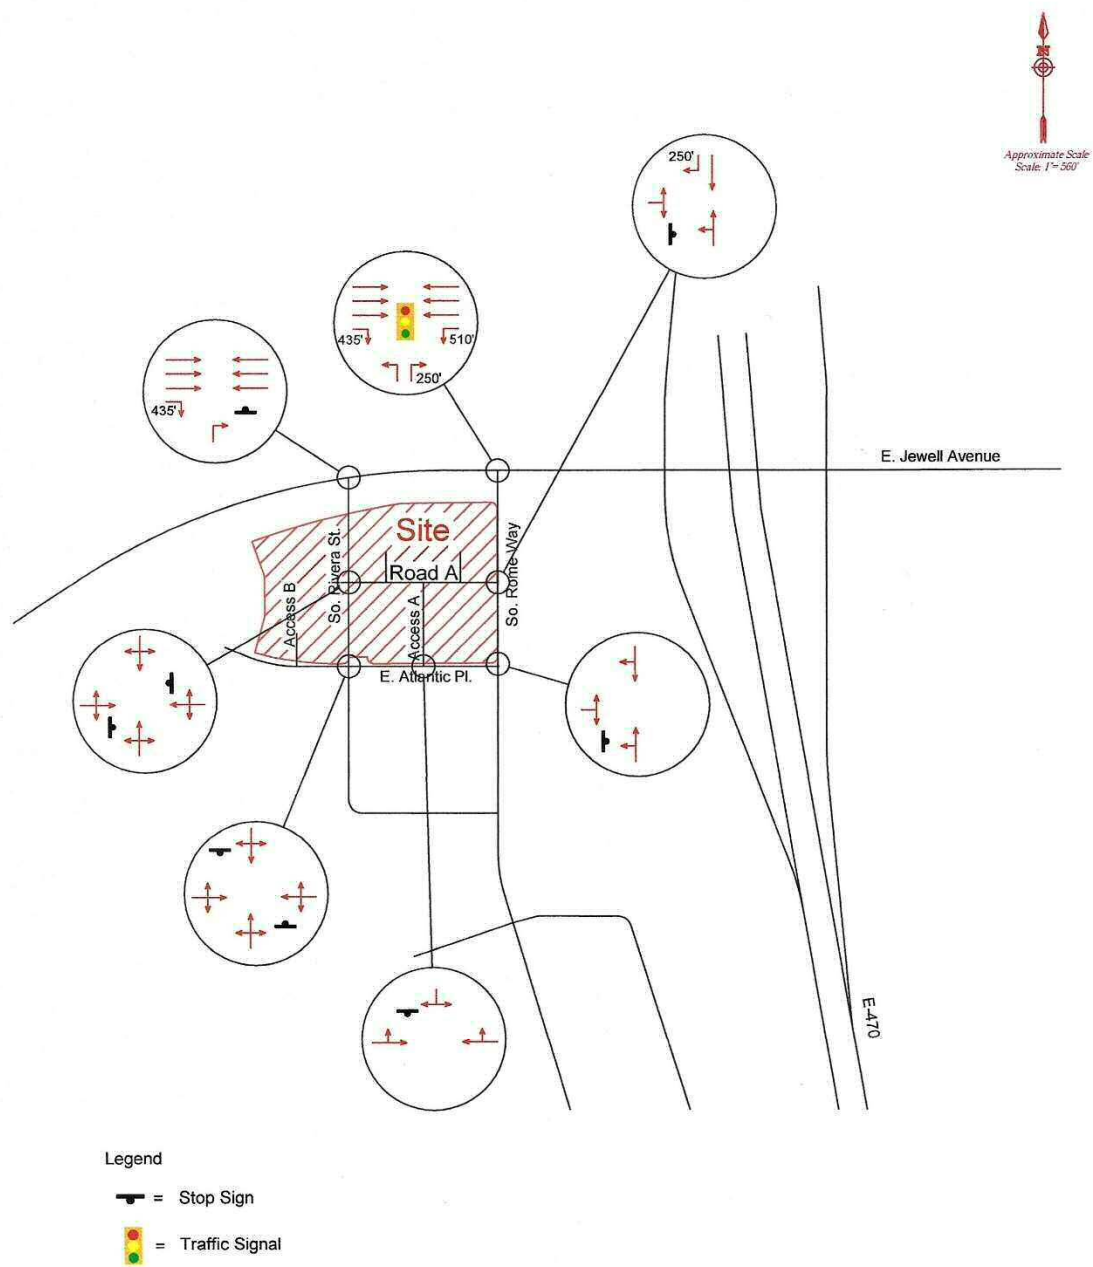 N
Approximate Scale
Scale: 1"= 560'
250'
435'
510'
250'
435'
E. Jewell Avenue
Site
So. Rivera St.
So. Rome Way
Road A
Access B
Access A
E. Atlantic Pl.
E-470
Legend
= Stop Sign
= Traffic Signal